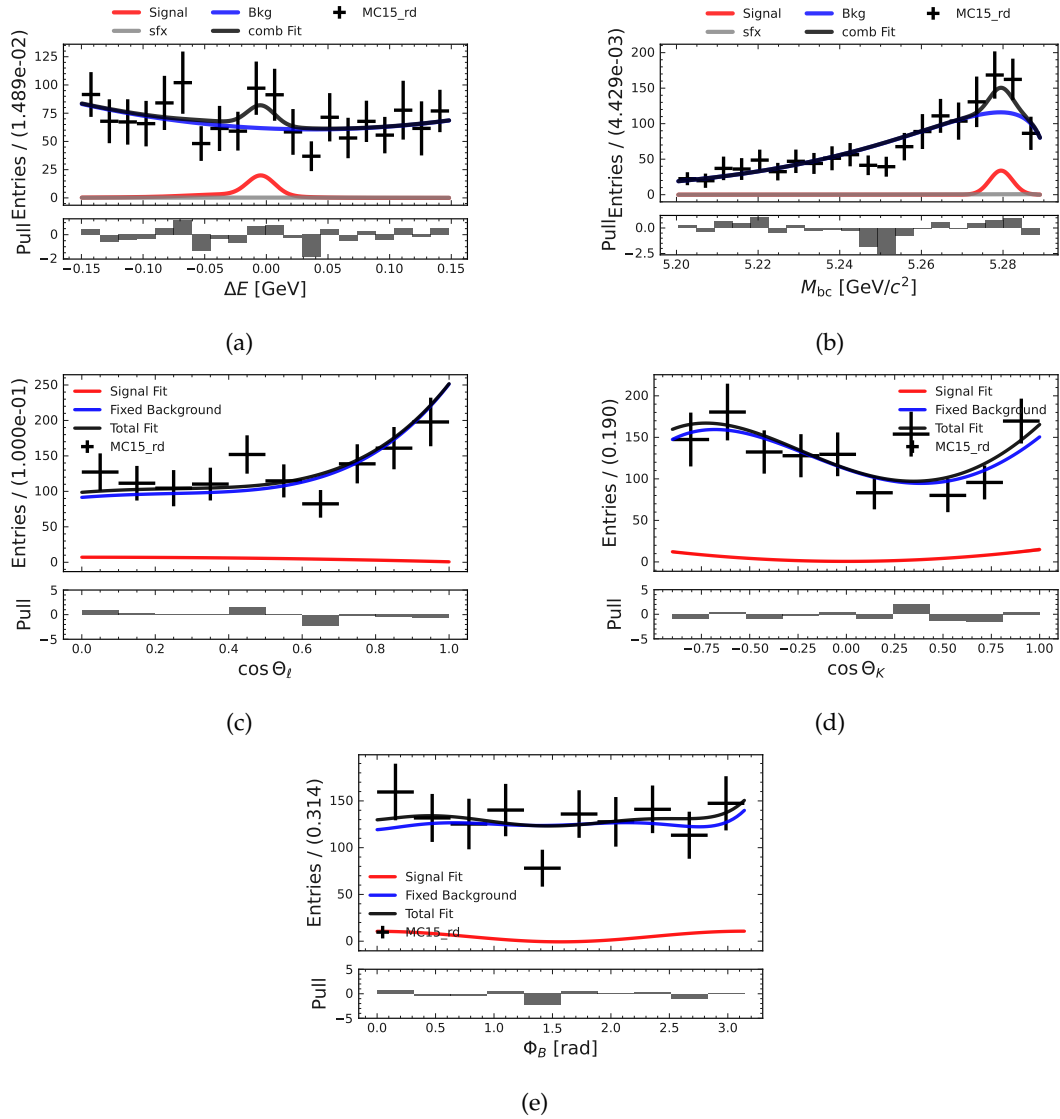 Signal Bkg MC15_rd
sfx comb Fit
Entries / (1.489e-02)
125
100
75
50
25
0
Pull
0
−2
−0.15 −0.10 −0.05 0.00 0.05 0.10 0.15
ΔE [GeV]
(a)
Signal Bkg MC15_rd
sfx comb Fit
Entries / (4.429e-03)
200
150
100
50
0
Pull
0.0
−2.5
5.20 5.22 5.24 5.26 5.28
M_bc [GeV/c²]
(b)
Signal Fit
Fixed Background
Total Fit
MC15_rd
Entries / (1.000e-01)
250
200
150
100
50
0
Pull
5
0
−5
0.0 0.2 0.4 0.6 0.8 1.0
cos Θ_ℓ
(c)
Signal Fit
Fixed Background
Total Fit
MC15_rd
Entries / (0.190)
200
150
100
50
0
Pull
5
0
−5
−0.75 −0.50 −0.25 0.00 0.25 0.50 0.75 1.00
cos Θ_K
(d)
Entries / (0.314)
150
100
50
0
Signal Fit
Fixed Background
Total Fit
MC15_rd
Pull
5
0
−5
0.0 0.5 1.0 1.5 2.0 2.5 3.0
Φ_B [rad]
(e)